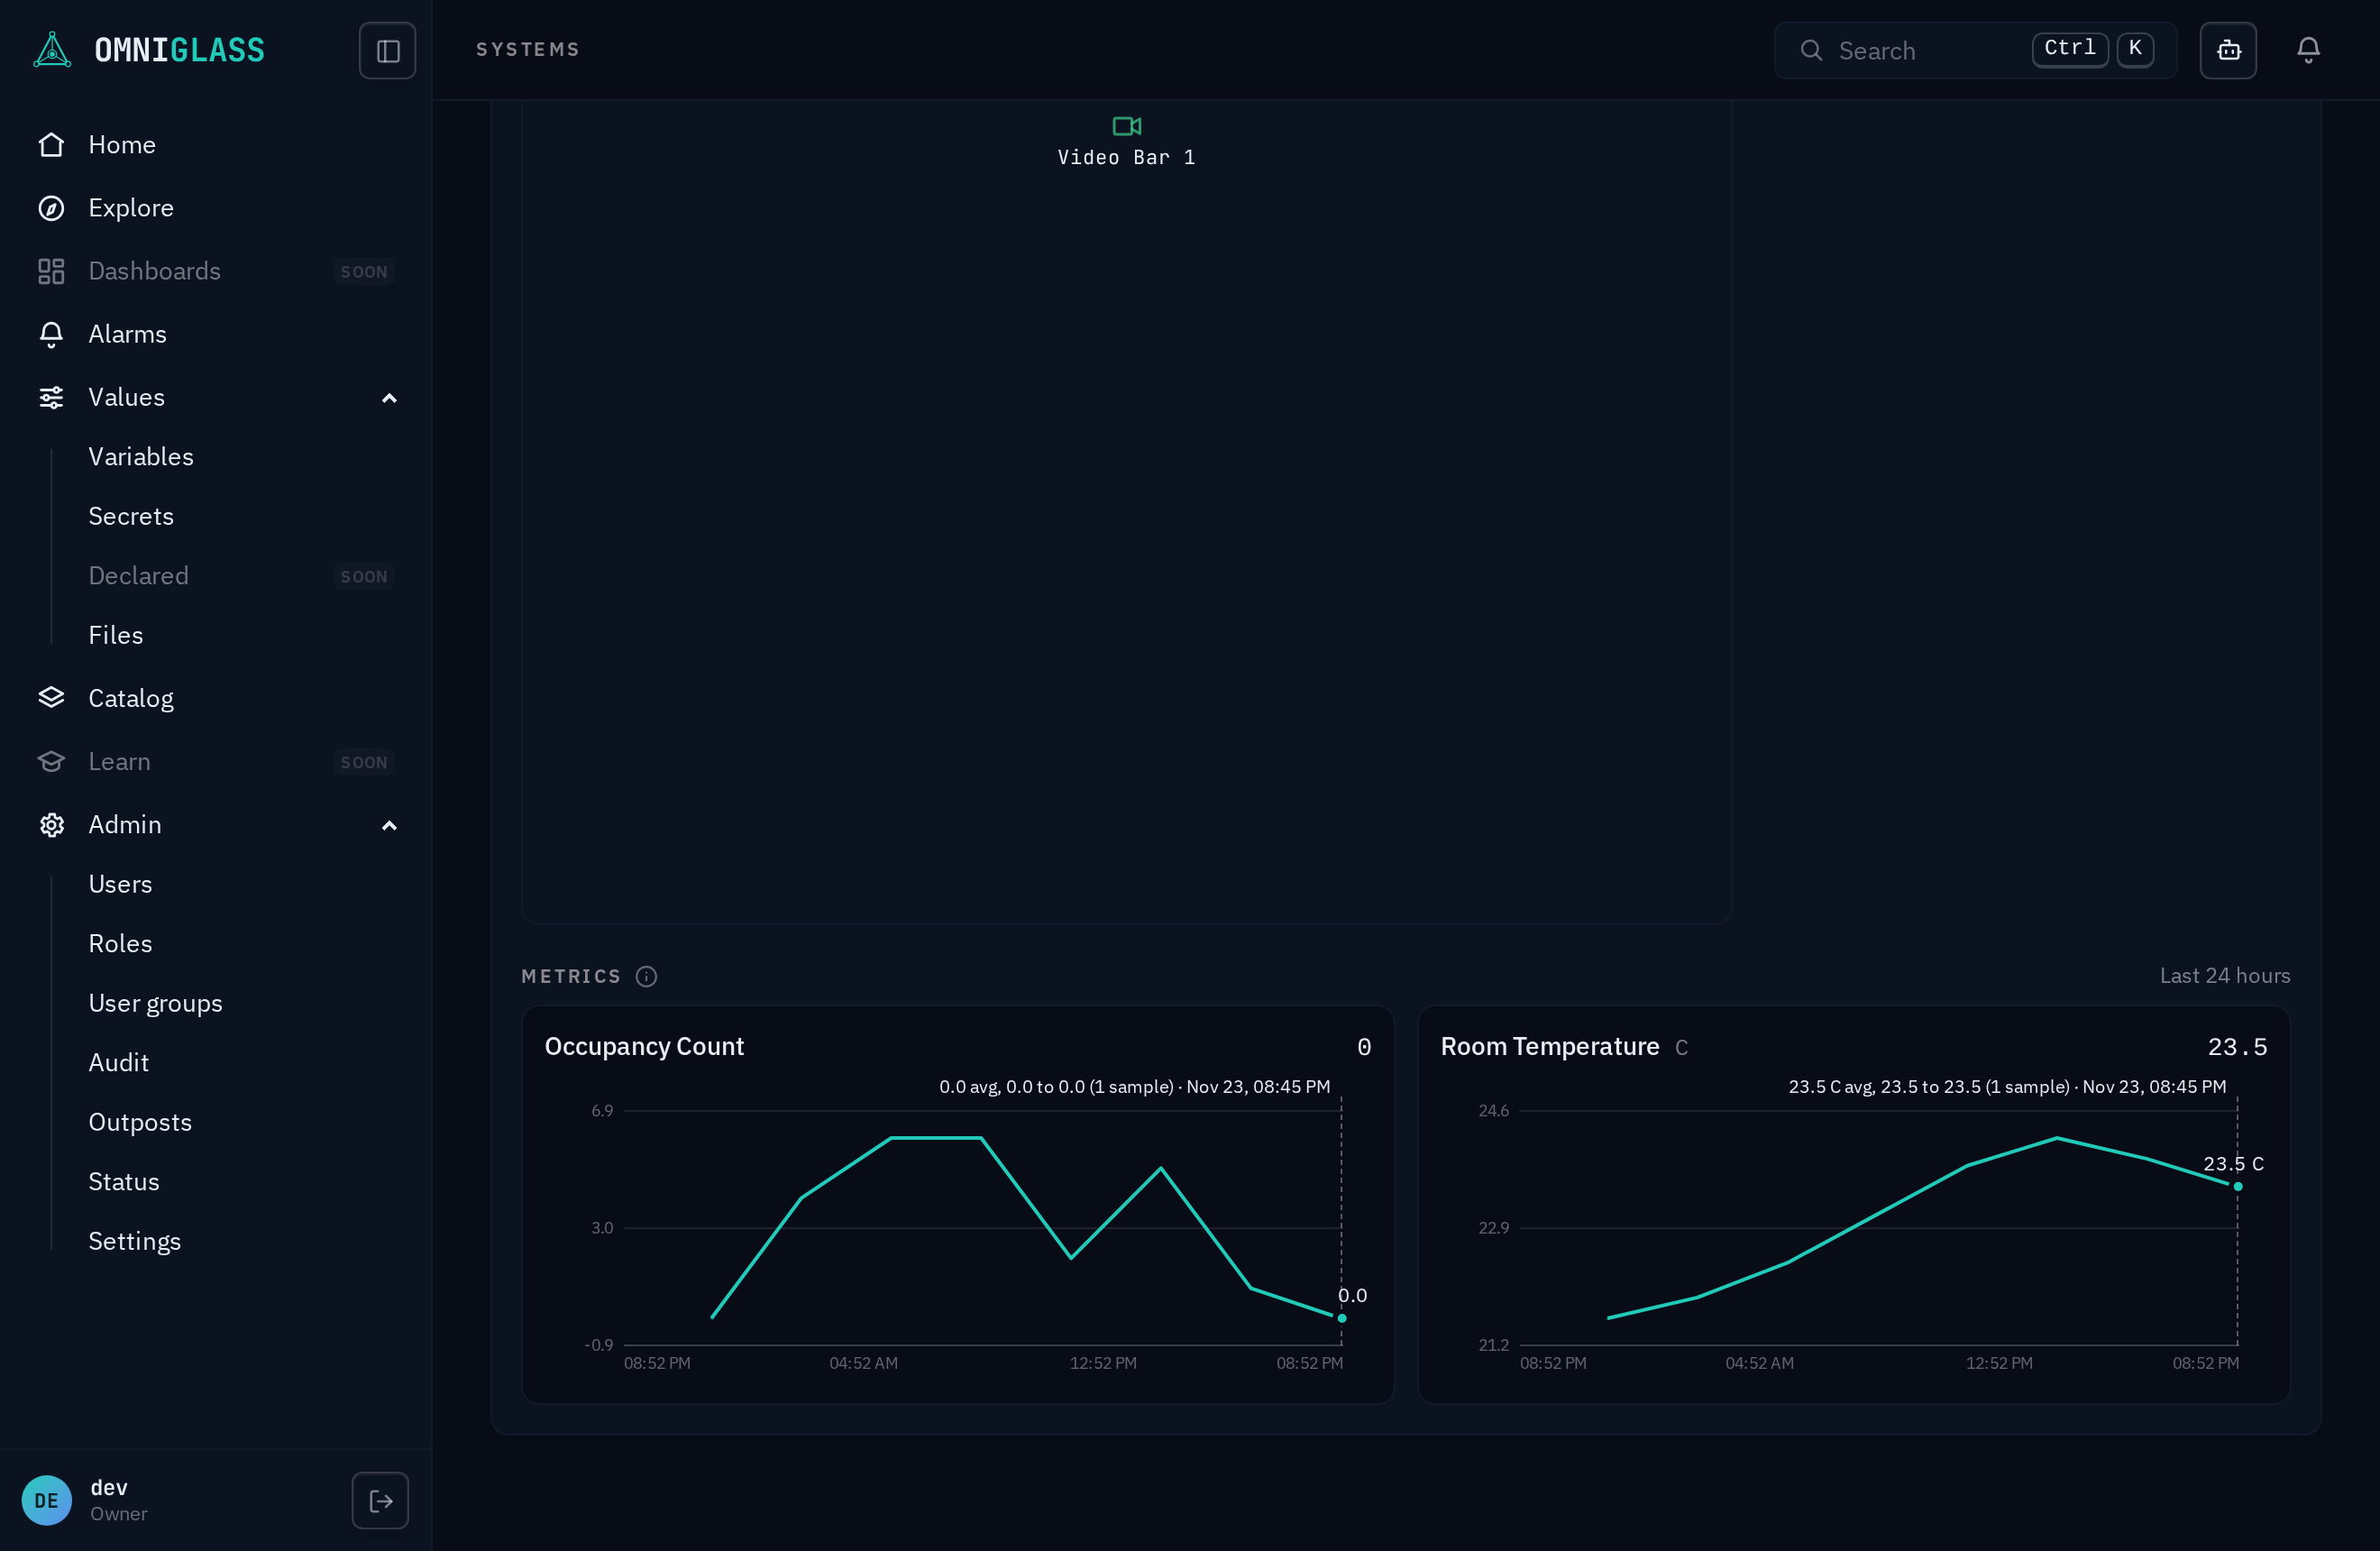 OMNIGLASS
SYSTEMS
Search
Ctrl
K
Home
Explore
Dashboards
SOON
Alarms
Values
Variables
Secrets
Declared
SOON
Files
Catalog
Learn
SOON
Admin
Users
Roles
User groups
Audit
Outposts
Status
Settings
DE
dev
Owner
Video Bar 1
METRICS
Last 24 hours
Occupancy Count
0
0.0 avg, 0.0 to 0.0 (1 sample) · Nov 23, 08:45 PM
6.9
3.0
0.0
-0.9
08:52 PM
04:52 AM
12:52 PM
08:52 PM
Room Temperature C
23.5
23.5 C avg, 23.5 to 23.5 (1 sample) · Nov 23, 08:45 PM
24.6
23.5 C
22.9
21.2
08:52 PM
04:52 AM
12:52 PM
08:52 PM